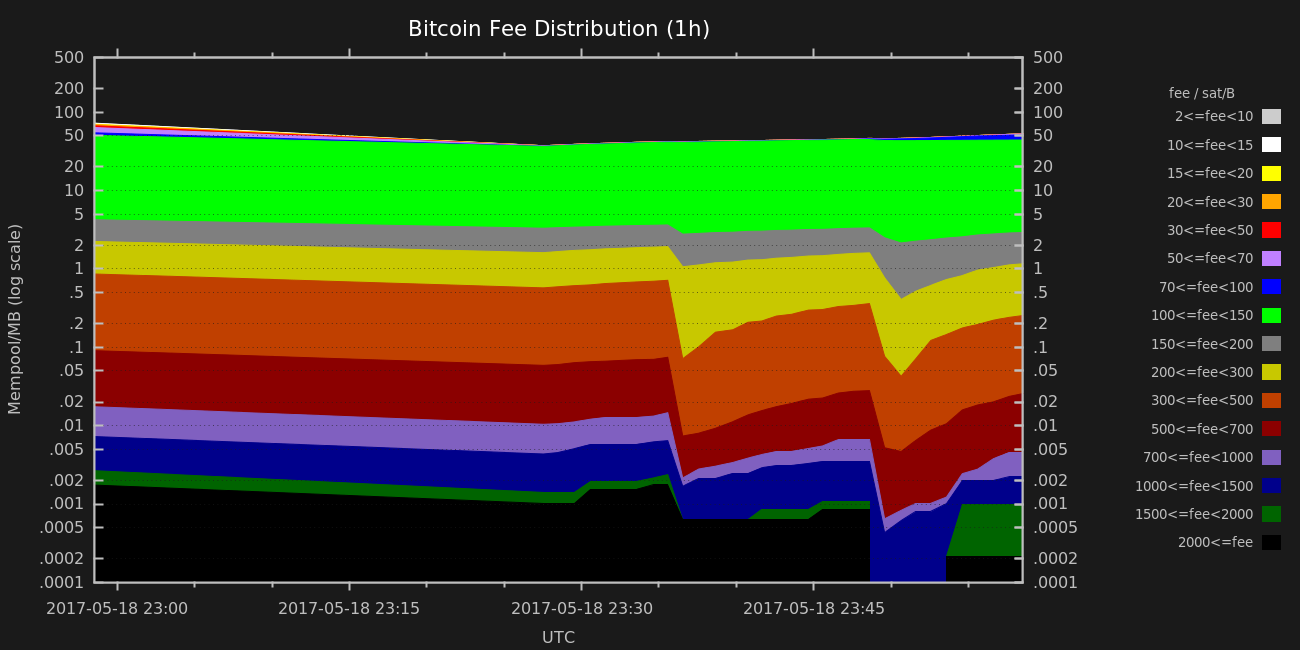 Bitcoin Fee Distribution (1h)
500
200
100
50
20
10
5
2
1
.5
.2
.1
.05
.02
.01
.005
.002
.001
.0005
.0002
.0001
Mempool/MB (log scale)
500
200
100
50
20
10
5
2
1
.5
.2
.1
.05
.02
.01
.005
.002
.001
.0005
.0002
.0001
2017-05-18 23:00
2017-05-18 23:15
2017-05-18 23:30
2017-05-18 23:45
UTC
fee / sat/B
2<=fee<10
10<=fee<15
15<=fee<20
20<=fee<30
30<=fee<50
50<=fee<70
70<=fee<100
100<=fee<150
150<=fee<200
200<=fee<300
300<=fee<500
500<=fee<700
700<=fee<1000
1000<=fee<1500
1500<=fee<2000
2000<=fee